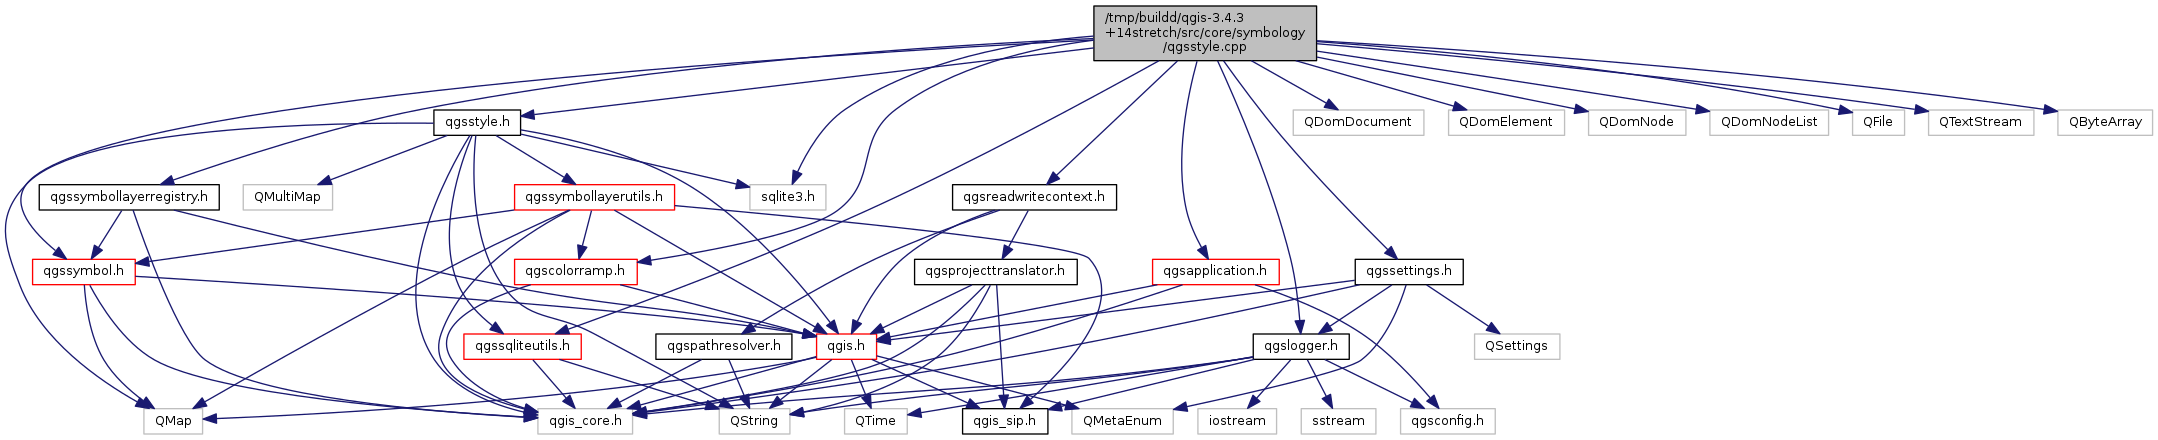 /tmp/buildd/qgis-3.4.3
+14stretch/src/core/symbology
/qgsstyle.cpp
qgsstyle.h
QDomDocument
QDomElement
QDomNode
QDomNodeList
QFile
QTextStream
QByteArray
qgssymbollayerregistry.h
QMultiMap
qgssymbollayerutils.h
sqlite3.h
qgsreadwritecontext.h
qgssymbol.h
qgscolorramp.h
qgsprojecttranslator.h
qgsapplication.h
qgssettings.h
qgssqliteutils.h
qgspathresolver.h
qgis.h
qgslogger.h
QSettings
QMap
qgis_core.h
QString
QTime
qgis_sip.h
QMetaEnum
iostream
sstream
qgsconfig.h